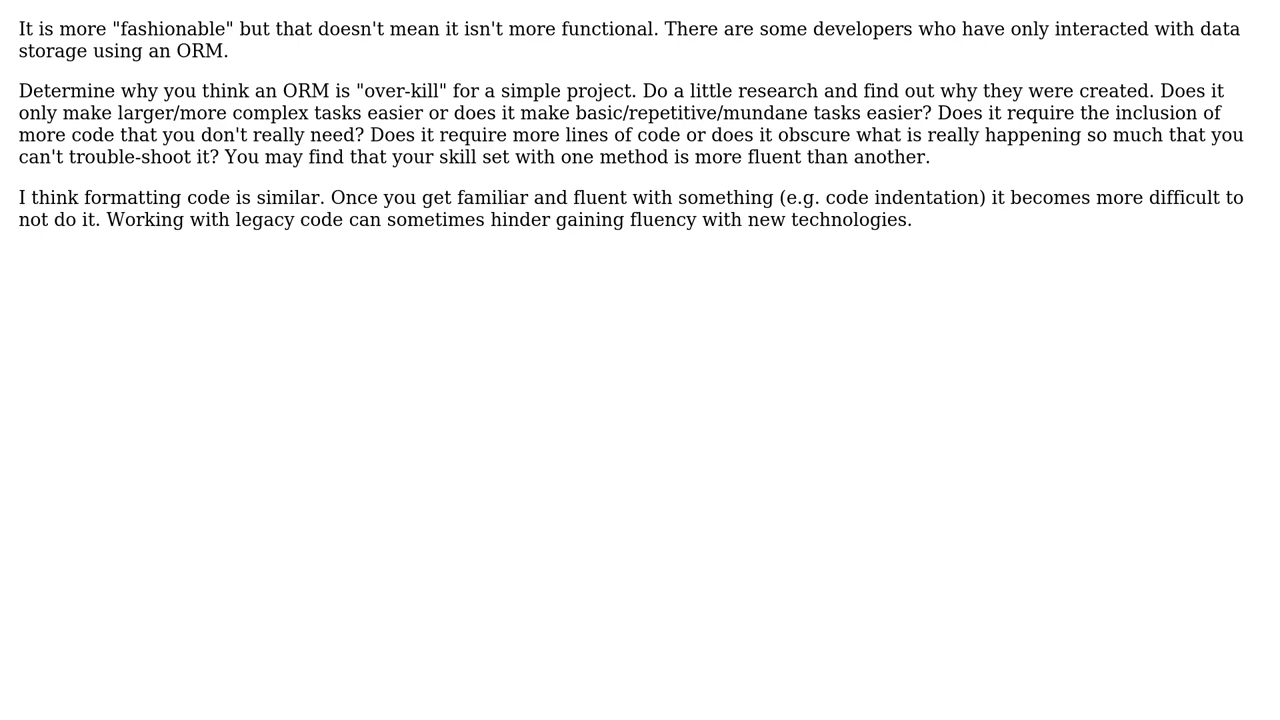 It is more "fashionable" but that doesn't mean it isn't more functional. There are some developers who have only interacted with data
storage using an ORM.
Determine why you think an ORM is "over-kill" for a simple project. Do a little research and find out why they were created. Does it
only make larger/more complex tasks easier or does it make basic/repetitive/mundane tasks easier? Does it require the inclusion of
more code that you don't really need? Does it require more lines of code or does it obscure what is really happening so much that you
can't trouble-shoot it? You may find that your skill set with one method is more fluent than another.
I think formatting code is similar. Once you get familiar and fluent with something (e.g. code indentation) it becomes more difficult to
not do it. Working with legacy code can sometimes hinder gaining fluency with new technologies.